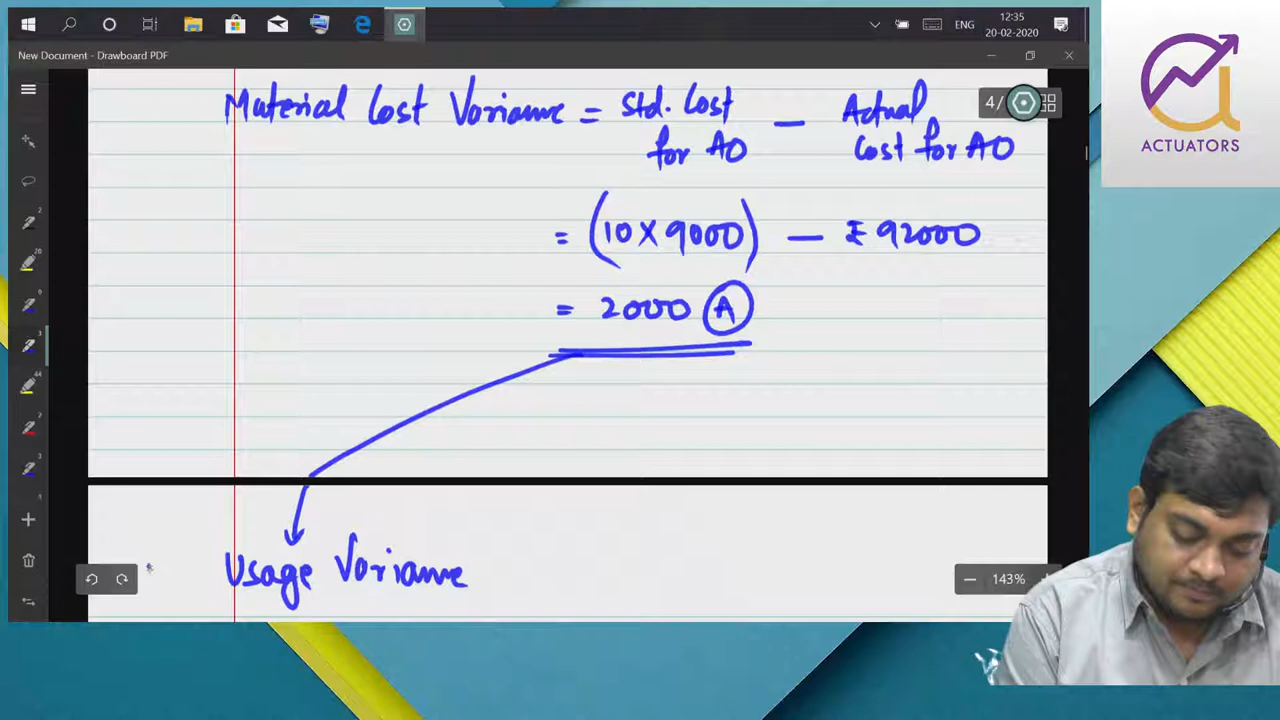 ENG
12:35
20-02-2020
New Document - Drawboard PDF
ACTUATORS
4/
Material Cost Variance = Std. Cost for AO – Actual Cost for AO
= (10 X 9000) – ₹ 92000
= 2000 (A)
Usage Variance
143%